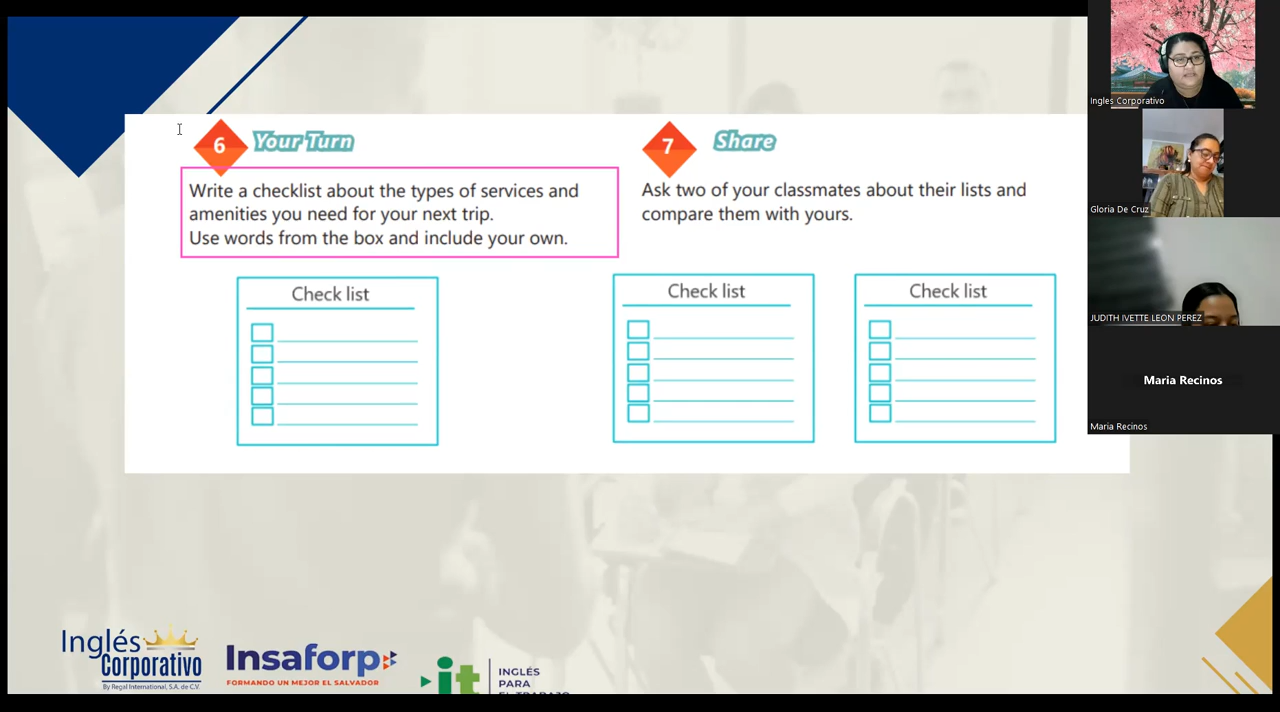 6
Your Turn
Write a checklist about the types of services and
amenities you need for your next trip.
Use words from the box and include your own.
Check list
7
Share
Ask two of your classmates about their lists and
compare them with yours.
Check list
Check list
Ingles Corporativo
Gloria De Cruz
JUDITH IVETTE LEON PEREZ
Maria Recinos
Maria Recinos
Inglés
Corporativo
By Regal International, S.A. de C.V.
Insaforp
FORMANDO UN MEJOR EL SALVADOR
it
INGLÉS
PARA
EL TRABAJO